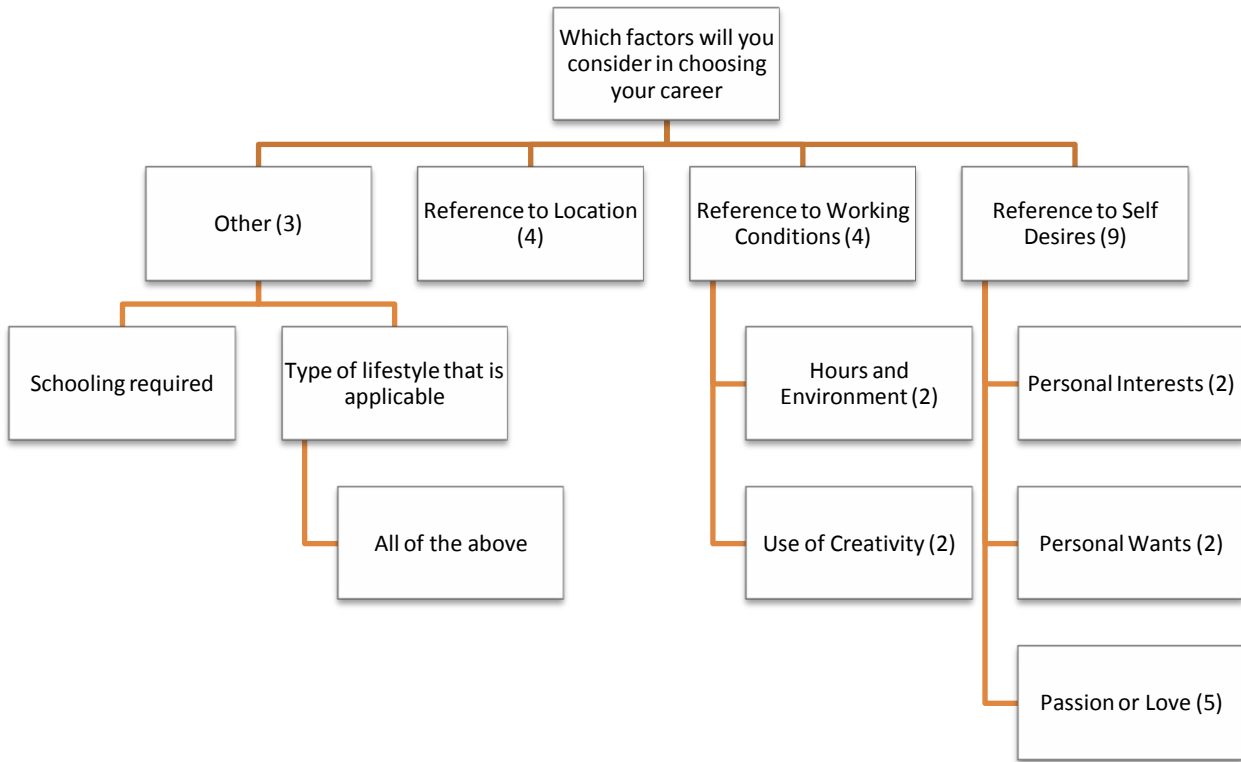 Which factors will you
consider in choosing
your career
Other (3)
Reference to Location
(4)
Reference to Working
Conditions (4)
Reference to Self
Desires (9)
Schooling required
Type of lifestyle that is
applicable
Hours and
Environment (2)
Personal Interests (2)
All of the above
Use of Creativity (2)
Personal Wants (2)
Passion or Love (5)